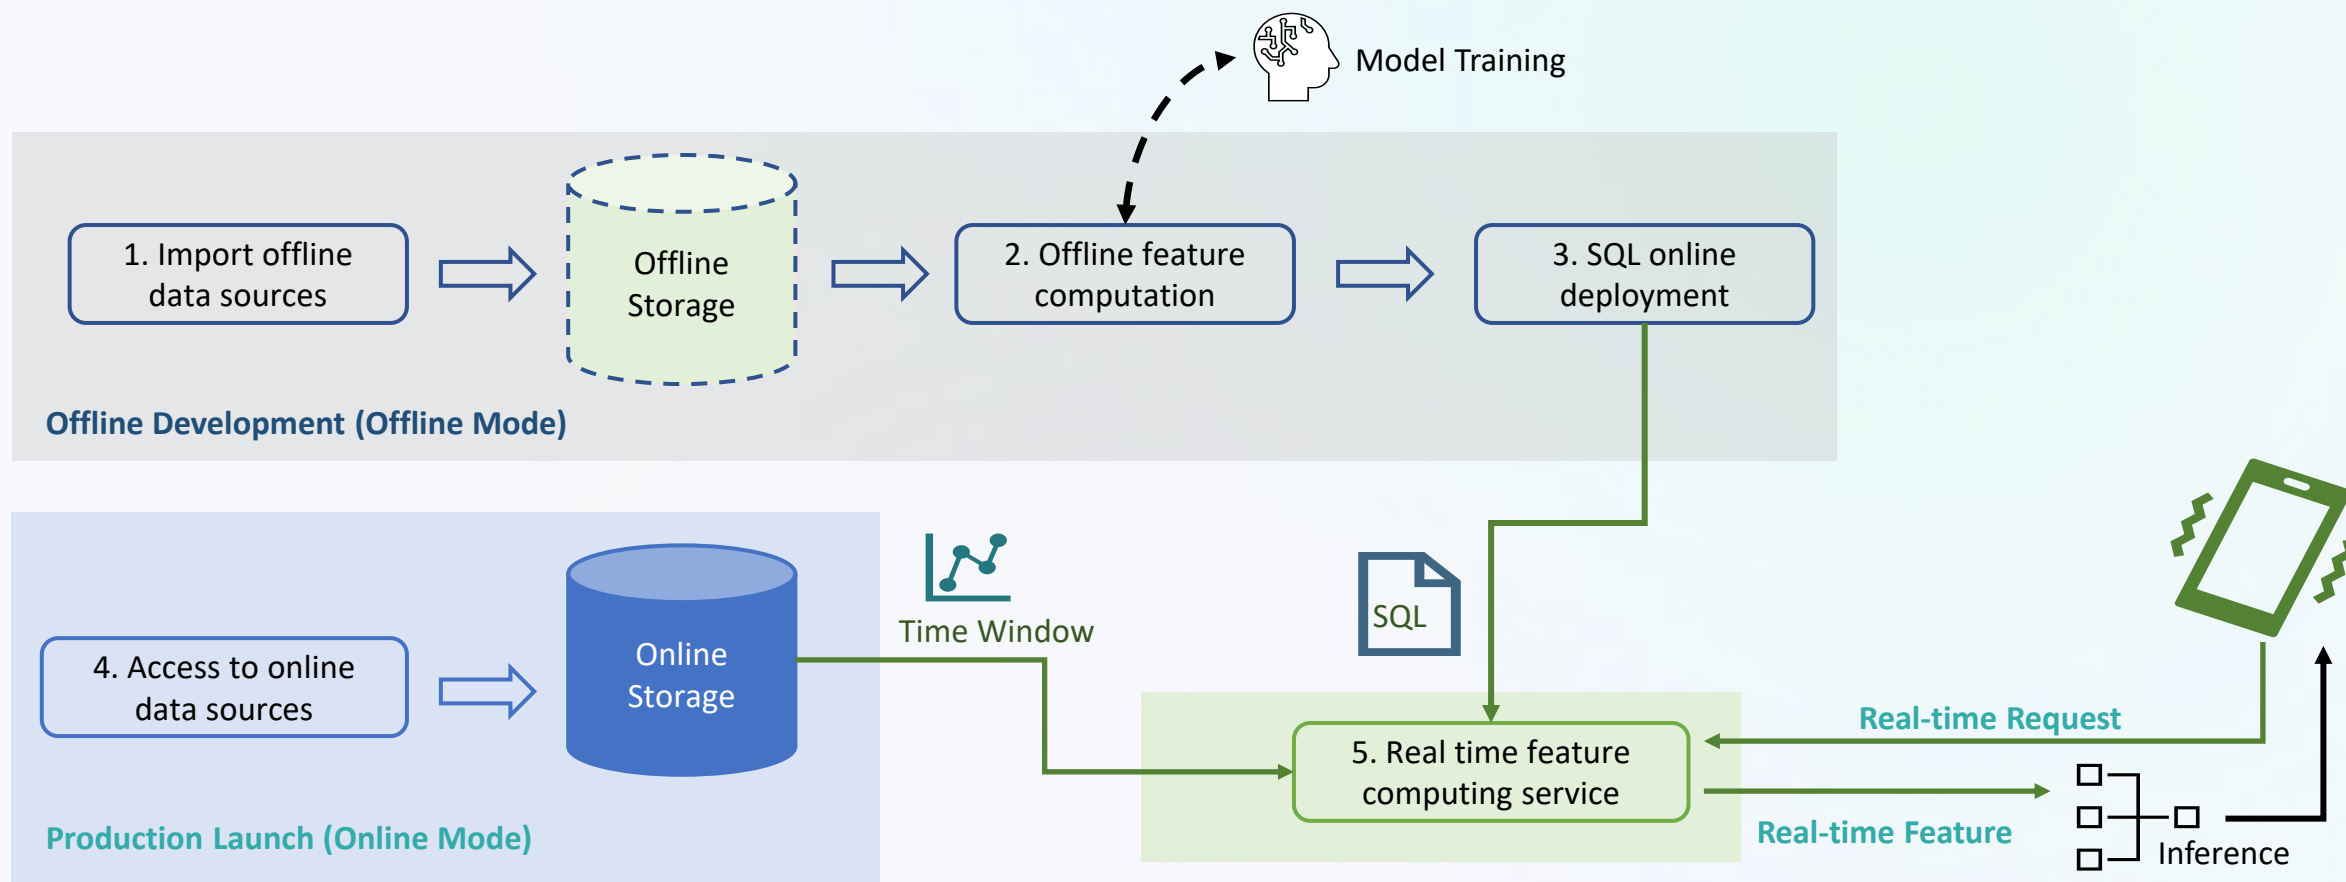 Model Training
1. Import offline
data sources
Offline
Storage
2. Offline feature
computation
3. SQL online
deployment
Offline Development (Offline Mode)
4. Access to online
data sources
Online
Storage
Time Window
SQL
Production Launch (Online Mode)
5. Real time feature
computing service
Real-time Request
Real-time Feature
Inference